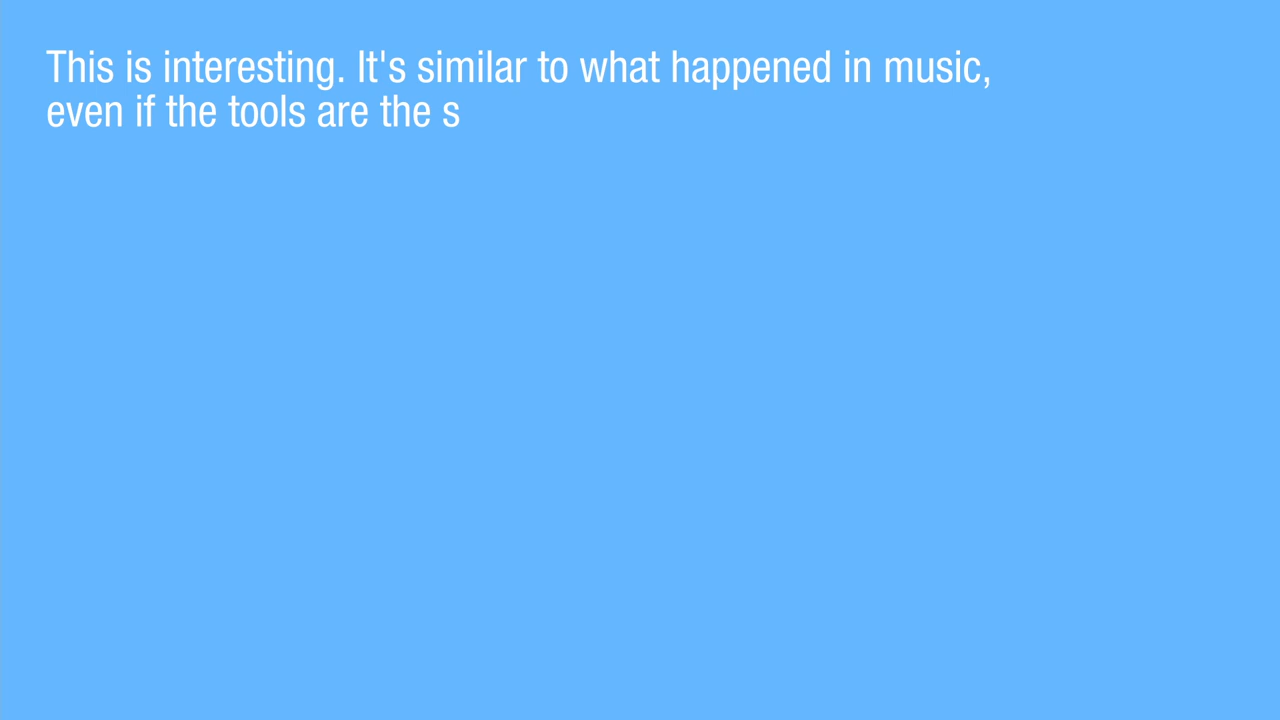 This is interesting. It's similar to what happened in music,
even if the tools are the s